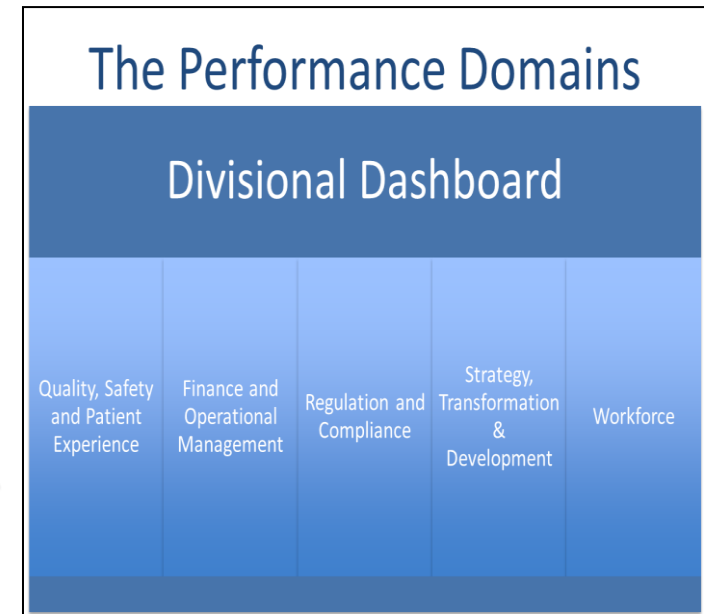 The Performance Domains
Divisional Dashboard
Quality, Safety
and Patient
Experience
Finance and
Operational
Management
Regulation and
Compliance
Strategy,
Transformation
&
Development
Workforce